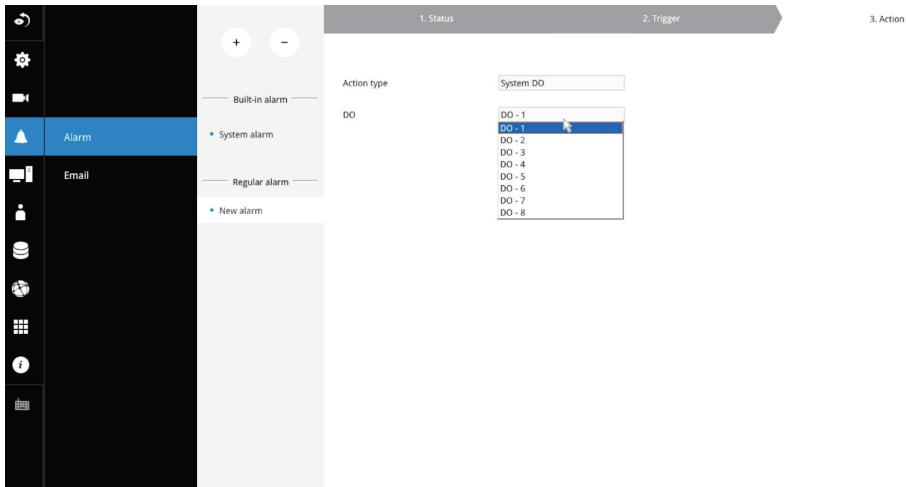 1. Status
2. Trigger
3. Action
+
-
Alarm
Email
Built-in alarm
System alarm
Regular alarm
New alarm
Action type
System DO
DO
DO - 1
DO - 1
DO - 2
DO - 3
DO - 4
DO - 5
DO - 6
DO - 7
DO - 8